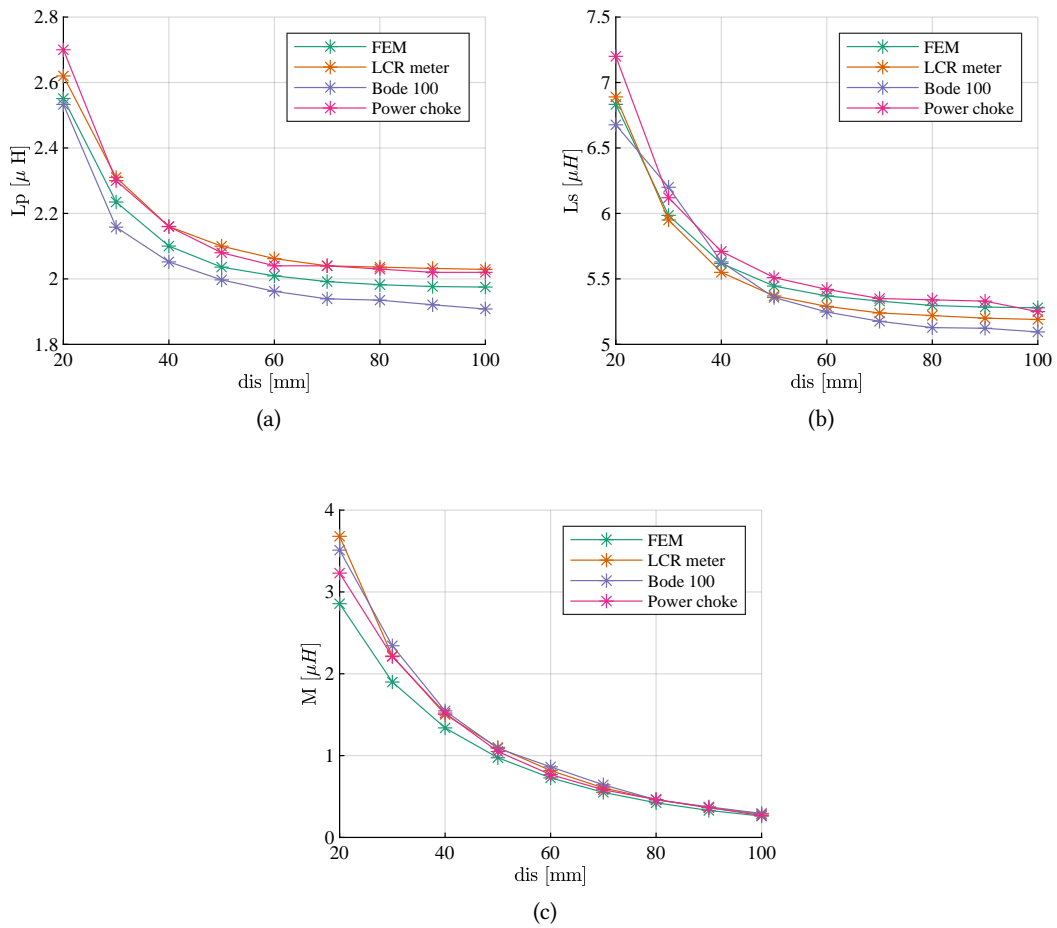 2.8
2.6
2.4
2.2
2
1.8
Lp [μ H]
20
40
60
80
100
dis [mm]
FEM
LCR meter
Bode 100
Power choke
(a)
7.5
7
6.5
6
5.5
5
Ls [μH]
20
40
60
80
100
dis [mm]
FEM
LCR meter
Bode 100
Power choke
(b)
4
3
2
1
0
M [μH]
20
40
60
80
100
dis [mm]
FEM
LCR meter
Bode 100
Power choke
(c)